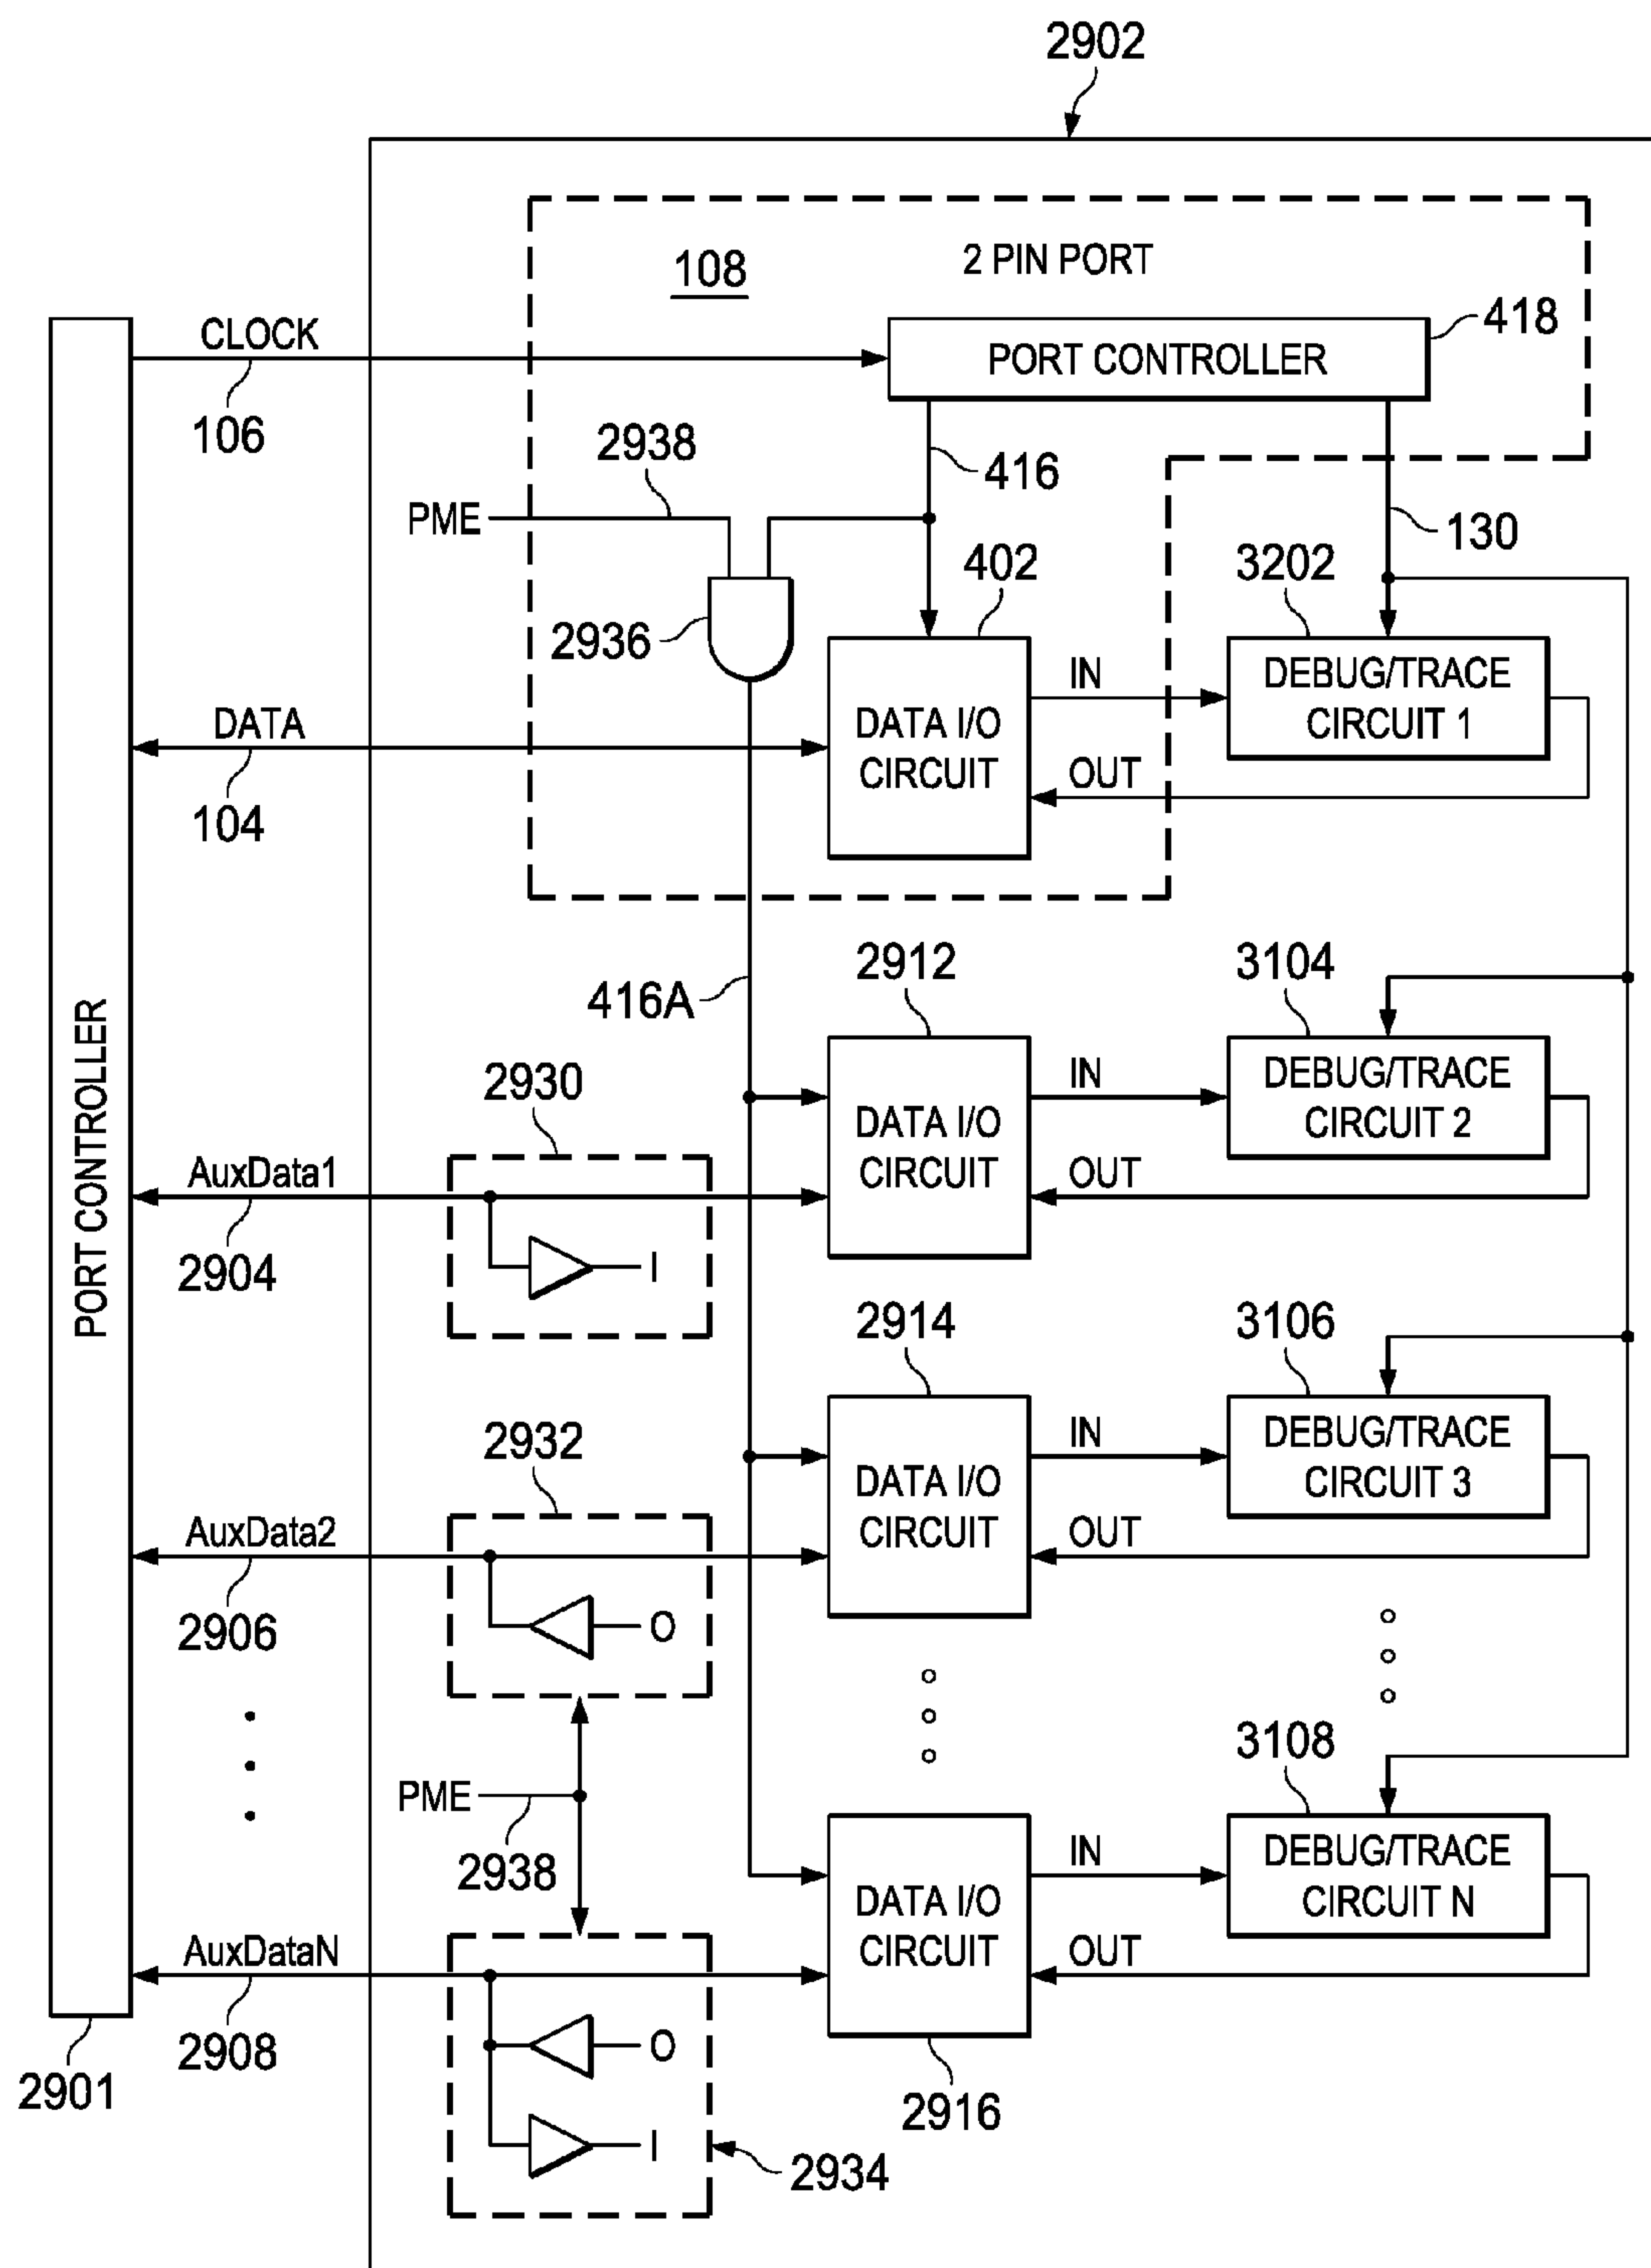 2902
2 PIN PORT
108
CLOCK
106
PORT CONTROLLER
418
2938
416
PME
130
402
3202
2936
DATA
104
DATA I/O
CIRCUIT
IN
OUT
DEBUG/TRACE
CIRCUIT 1
PORT CONTROLLER
416A
2912
3104
2930
AuxData1
2904
I
DATA I/O
CIRCUIT
IN
OUT
DEBUG/TRACE
CIRCUIT 2
2914
3106
2932
AuxData2
2906
O
DATA I/O
CIRCUIT
IN
OUT
DEBUG/TRACE
CIRCUIT 3
PME
2938
3108
AuxDataN
2908
DATA I/O
CIRCUIT
IN
OUT
DEBUG/TRACE
CIRCUIT N
O
I
2901
2916
2934